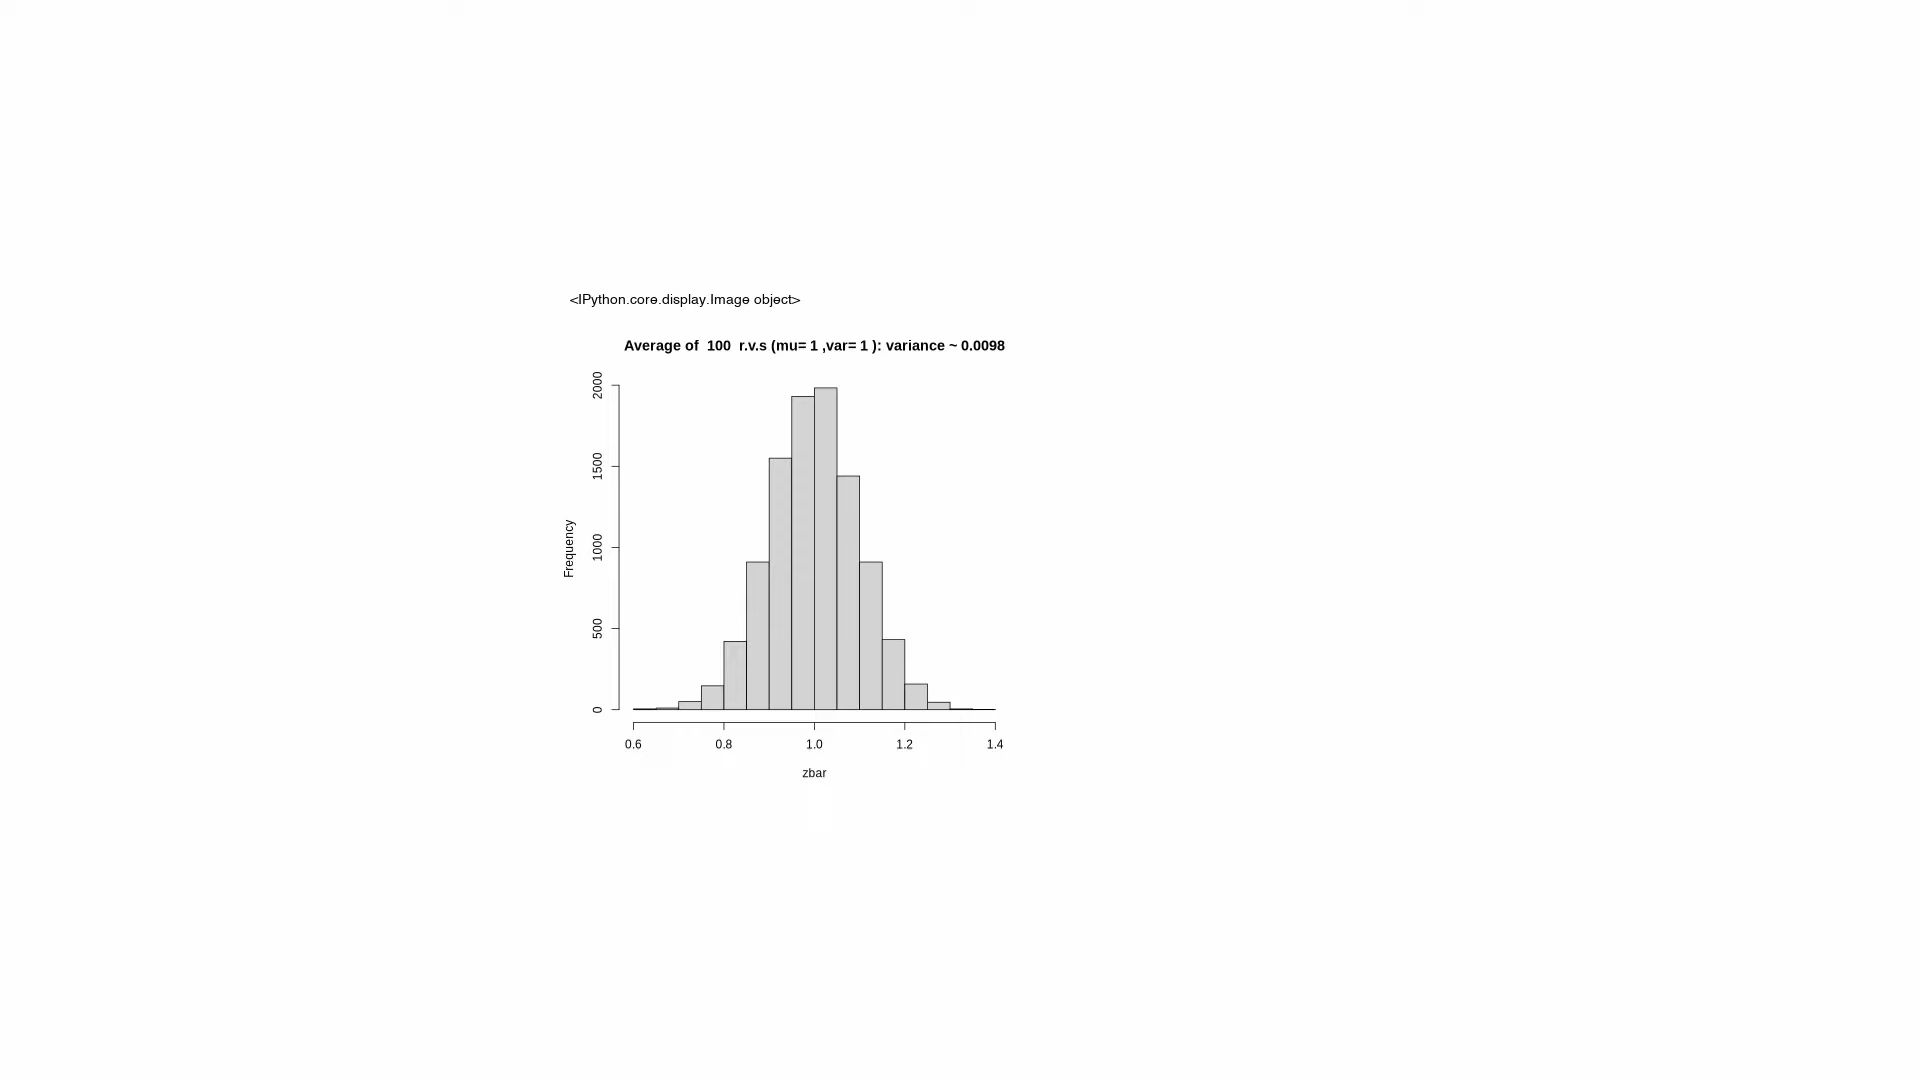 <IPython.core.display.Image object>
Average of 100 r.v.s (mu= 1 ,var= 1 ): variance ~ 0.0098
2000
1500
1000
500
0
Frequency
0.6 0.8 1.0 1.2 1.4
zbar